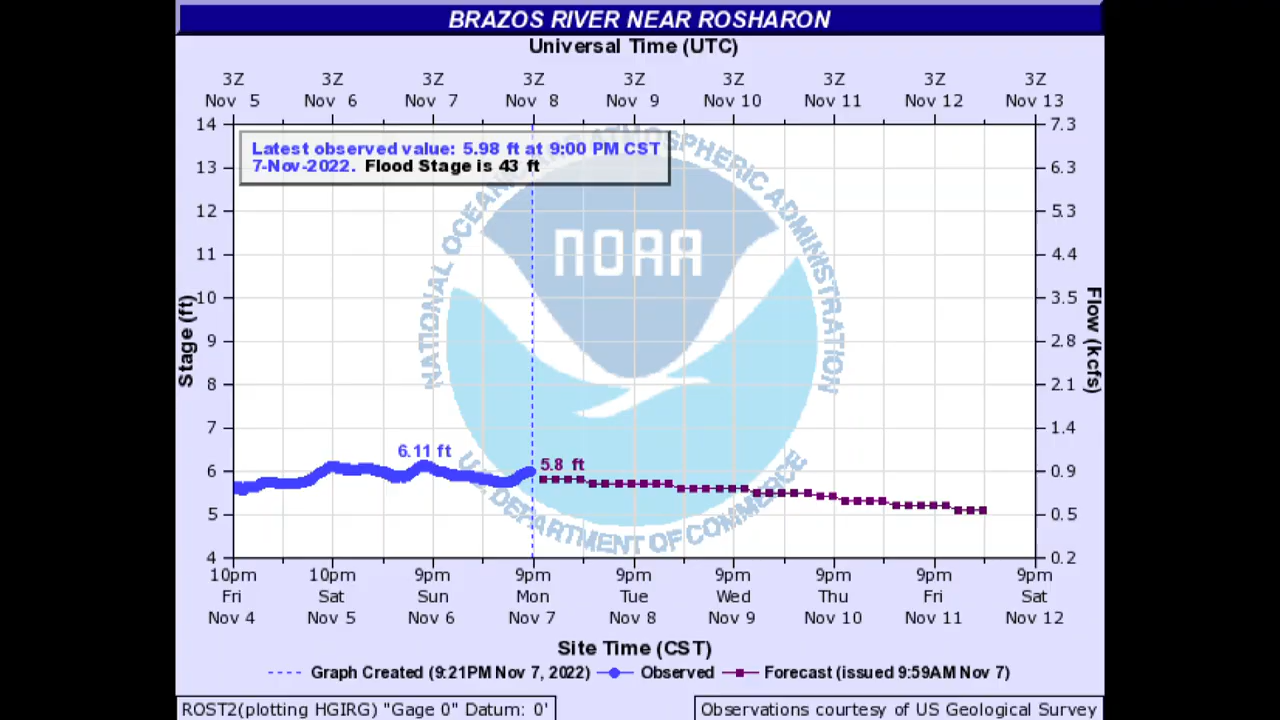 BRAZOS RIVER NEAR ROSHARON
Universal Time (UTC)
3Z 3Z 3Z 3Z 3Z 3Z 3Z 3Z 3Z
Nov 5 Nov 6 Nov 7 Nov 8 Nov 9 Nov 10 Nov 11 Nov 12 Nov 13
Latest observed value: 5.98 ft at 9:00 PM CST
7-Nov-2022. Flood Stage is 43 ft
NATIONAL OCEANIC AND ATMOSPHERIC ADMINISTRATION
NOAA
U.S. DEPARTMENT OF COMMERCE
Stage (ft)
14
13
12
11
10
9
8
7
6
5
4
7.3
6.3
5.3
4.4
3.5
2.8
2.1
1.4
0.9
0.5
0.2
Flow (kcfs)
6.11 ft
5.8 ft
10pm 10pm 9pm 9pm 9pm 9pm 9pm 9pm 9pm
Fri Sat Sun Mon Tue Wed Thu Fri Sat
Nov 4 Nov 5 Nov 6 Nov 7 Nov 8 Nov 9 Nov 10 Nov 11 Nov 12
Site Time (CST)
Graph Created (9:21PM Nov 7, 2022) Observed Forecast (issued 9:59AM Nov 7)
ROST2(plotting HGIRG) "Gage 0" Datum: 0'
Observations courtesy of US Geological Survey